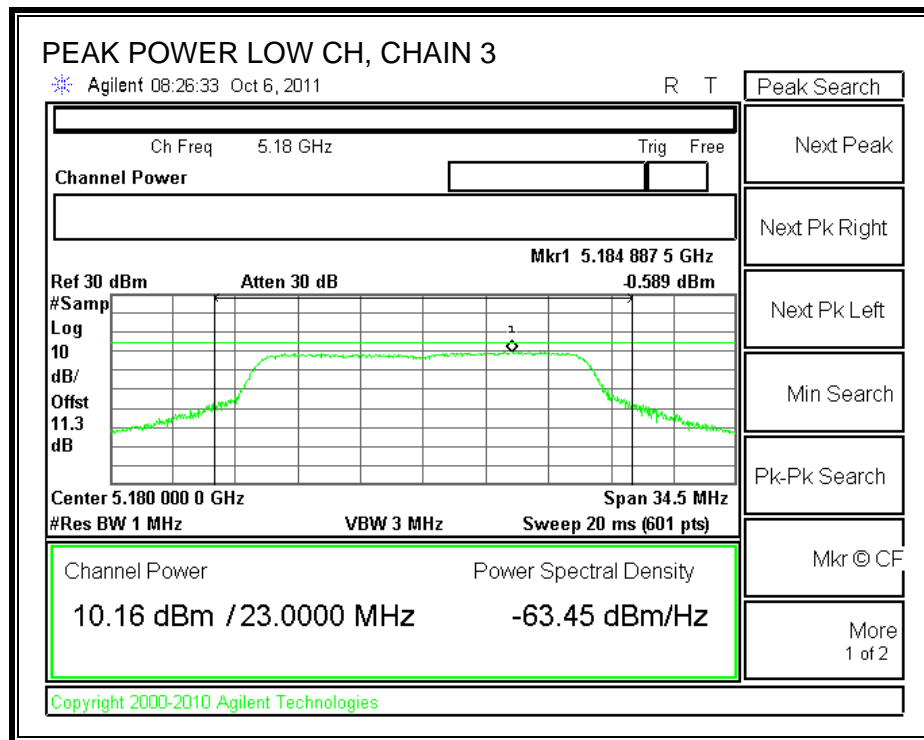 PEAK POWER LOW CH, CHAIN 3
Agilent 08:26:33 Oct 6, 2011 R T
Peak Search
Ch Freq 5.18 GHz Trig Free
Channel Power
Next Peak
Next Pk Right
Mkr1 5.184 887 5 GHz
Ref 30 dBm Atten 30 dB -0.589 dBm
#Samp
Log
10
dB/
Offst
11.3
dB
1
Next Pk Left
Min Search
Pk-Pk Search
Center 5.180 000 0 GHz Span 34.5 MHz
#Res BW 1 MHz VBW 3 MHz Sweep 20 ms (601 pts)
Channel Power Power Spectral Density
10.16 dBm / 23.0000 MHz -63.45 dBm/Hz
Mkr © CF
More
1 of 2
Copyright 2000-2010 Agilent Technologies